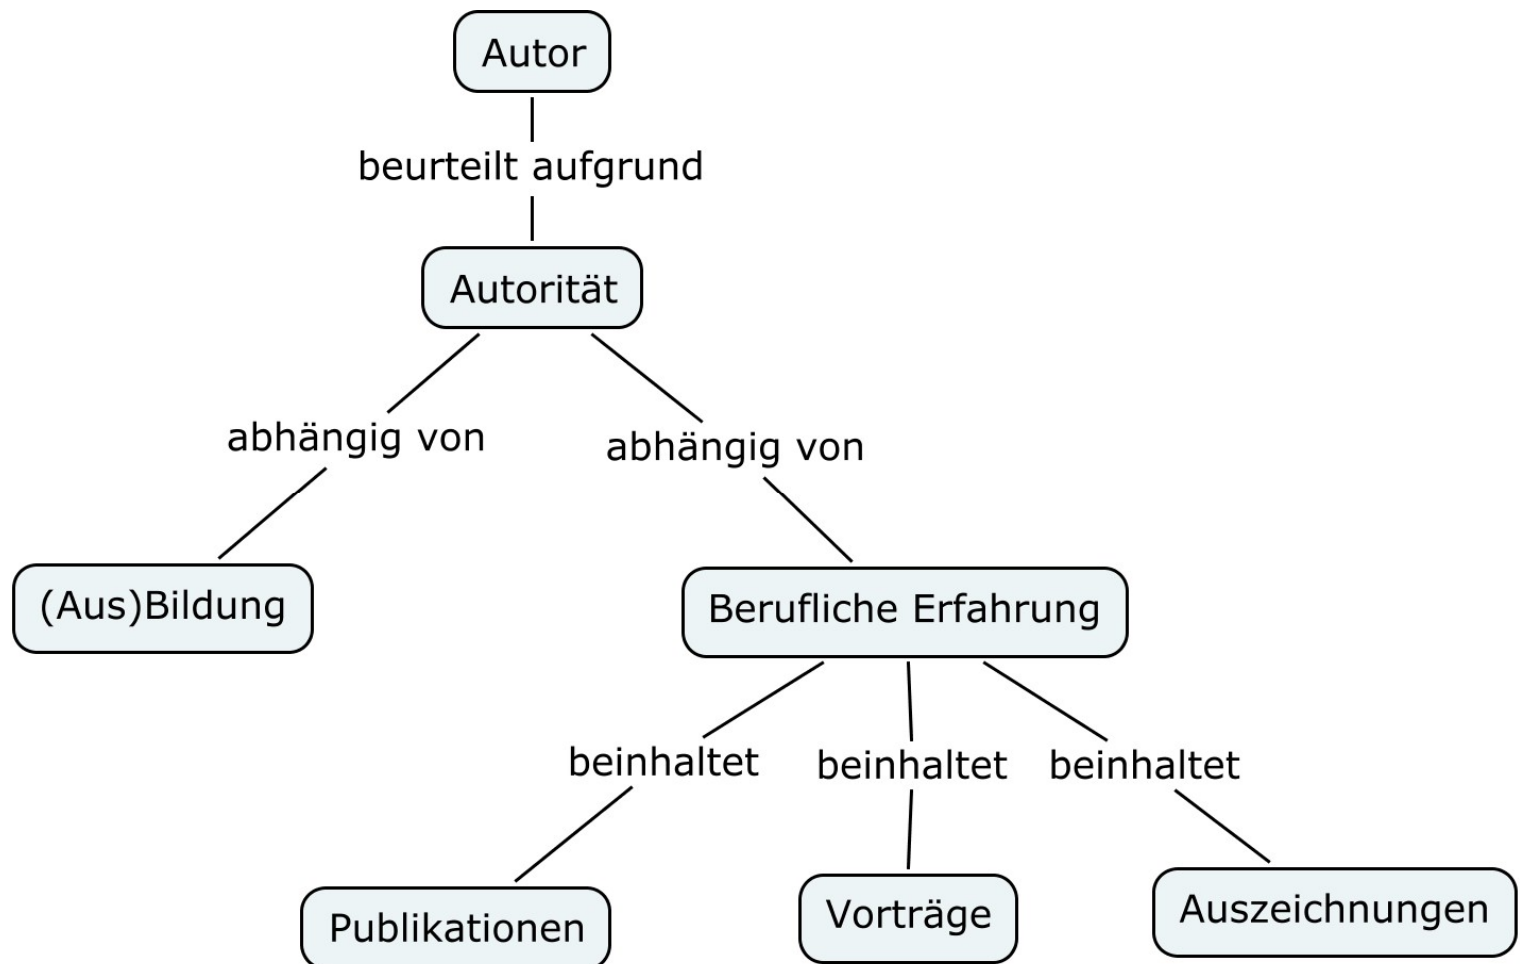 Autor
beurteilt aufgrund
Autorität
abhängig von
abhängig von
(Aus)Bildung
Berufliche Erfahrung
beinhaltet
beinhaltet
beinhaltet
Publikationen
Vorträge
Auszeichnungen